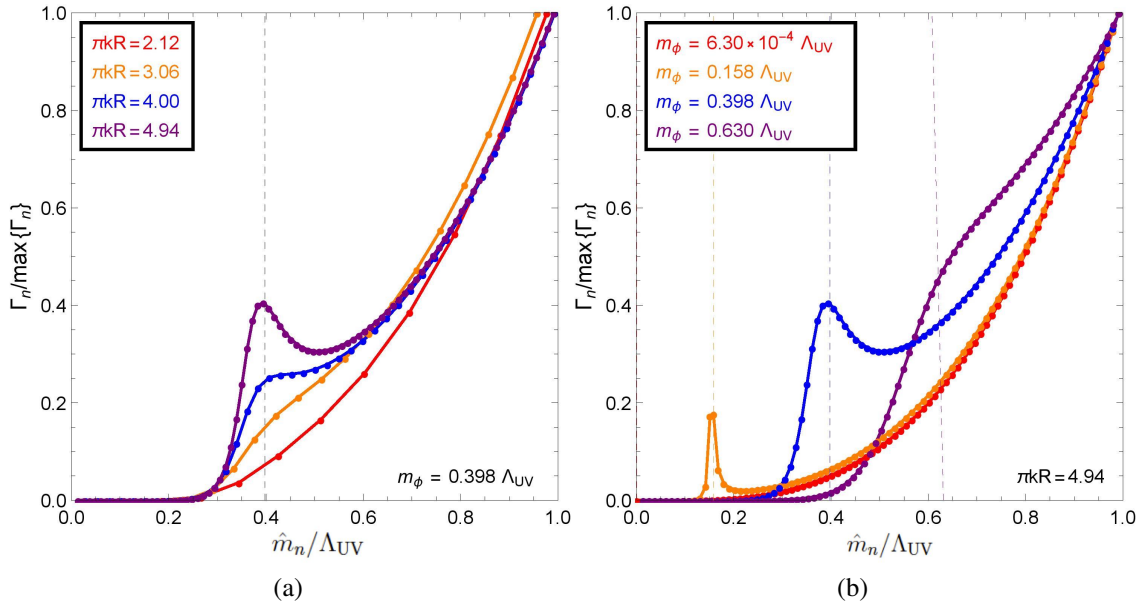 πkR=2.12
πkR=3.06
πkR=4.00
πkR=4.94
Γn/max{Γn}
1.0
0.8
0.6
0.4
0.2
0.0
mϕ = 0.398 ΛUV
0.0 0.2 0.4 0.6 0.8 1.0
m̂n/ΛUV
(a)
mϕ = 6.30×10⁻⁴ ΛUV
mϕ = 0.158 ΛUV
mϕ = 0.398 ΛUV
mϕ = 0.630 ΛUV
Γn/max{Γn}
1.0
0.8
0.6
0.4
0.2
0.0
πkR=4.94
0.0 0.2 0.4 0.6 0.8 1.0
m̂n/ΛUV
(b)